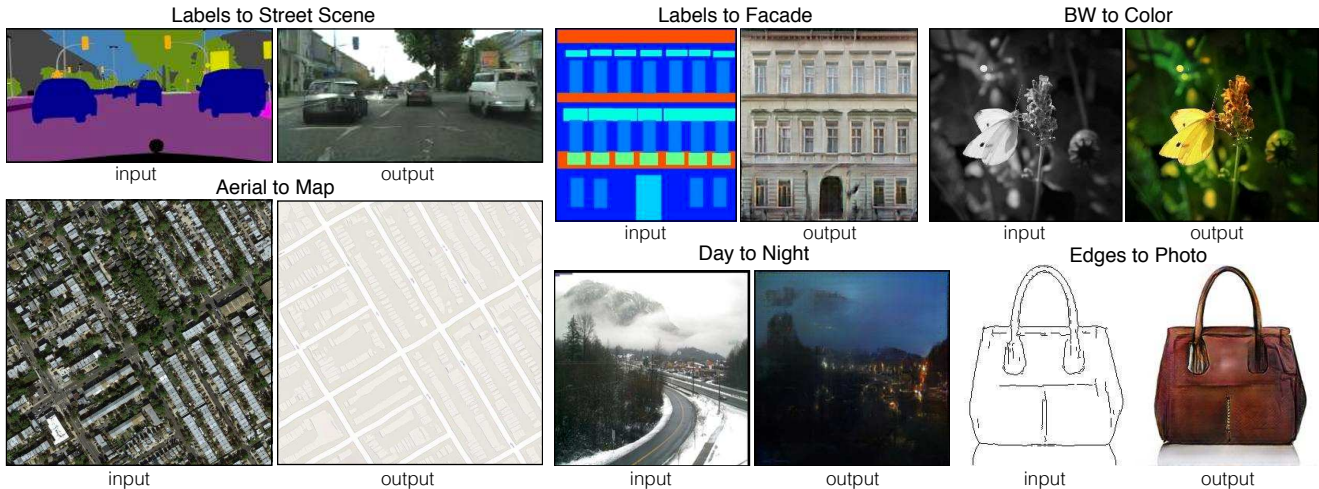 Labels to Street Scene
input
output
Aerial to Map
input
output
Labels to Facade
input
output
BW to Color
input
output
Day to Night
input
output
Edges to Photo
input
output